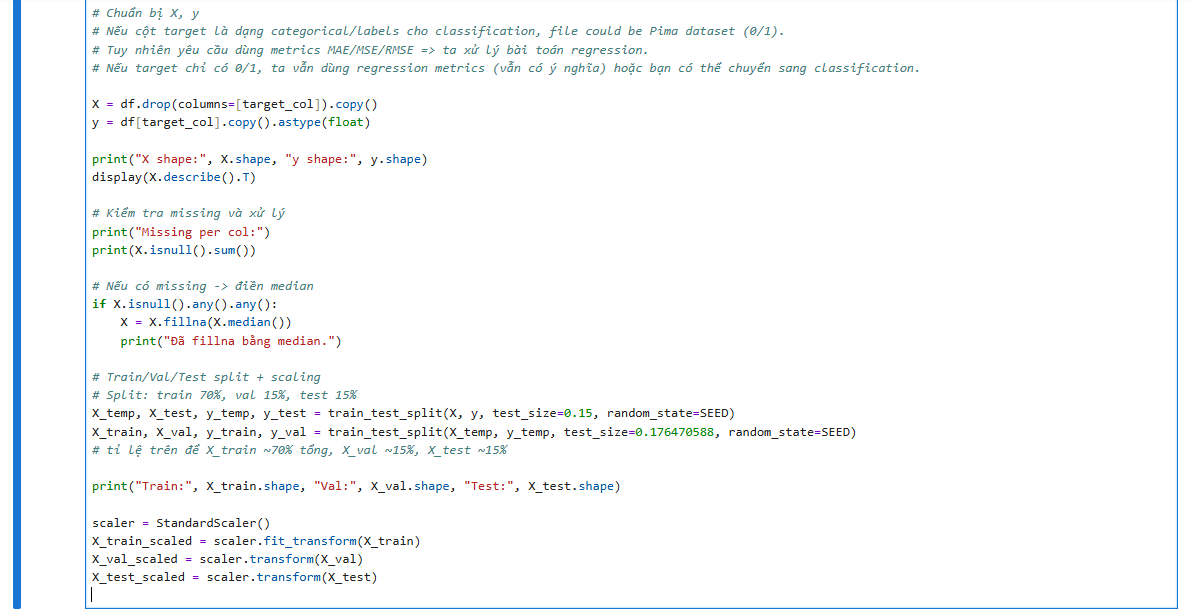 # Chuẩn bị X, y
# Nếu cột target là dạng categorical/labels cho classification, file could be Pima dataset (0/1).
# Tuy nhiên yêu cầu dùng metrics MAE/MSE/RMSE => ta xử lý bài toán regression.
# Nếu target chỉ có 0/1, ta vẫn dùng regression metrics (vẫn có ý nghĩa) hoặc bạn có thể chuyển sang classification.
X = df.drop(columns=[target_col]).copy()
y = df[target_col].copy().astype(float)
print("X shape:", X.shape, "y shape:", y.shape)
display(X.describe().T)
# Kiểm tra missing và xử lý
print("Missing per col:")
print(X.isnull().sum())
# Nếu có missing -> điền median
if X.isnull().any().any():
    X = X.fillna(X.median())
    print("Đã fillna bằng median.")
# Train/Val/Test split + scaling
# Split: train 70%, val 15%, test 15%
X_temp, X_test, y_temp, y_test = train_test_split(X, y, test_size=0.15, random_state=SEED)
X_train, X_val, y_train, y_val = train_test_split(X_temp, y_temp, test_size=0.176470588, random_state=SEED)
# tỉ lệ trên để X_train ~70% tổng, X_val ~15%, X_test ~15%
print("Train:", X_train.shape, "Val:", X_val.shape, "Test:", X_test.shape)
scaler = StandardScaler()
X_train_scaled = scaler.fit_transform(X_train)
X_val_scaled = scaler.transform(X_val)
X_test_scaled = scaler.transform(X_test)